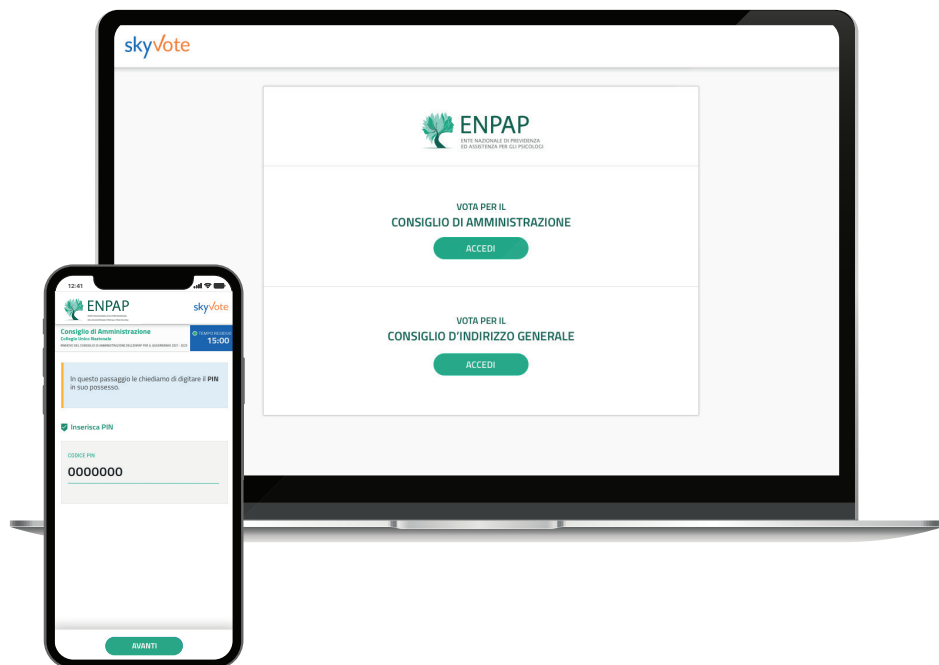 skyvote
ENPAP
ENTE NAZIONALE DI PREVIDENZA
ED ASSISTENZA PER GLI PSICOLOGI
VOTA PER IL
CONSIGLIO DI AMMINISTRAZIONE
ACCEDI
VOTA PER IL
CONSIGLIO D'INDIRIZZO GENERALE
ACCEDI
12:41
ENPAP
skyvote
Consiglio di Amministrazione
Collegio Unico Nazionale
TEMPO RESIDUO
15:00
In questo passaggio le chiediamo di digitare il PIN
in suo possesso.
Inserisca PIN
CODICE PIN
0000000
AVANTI